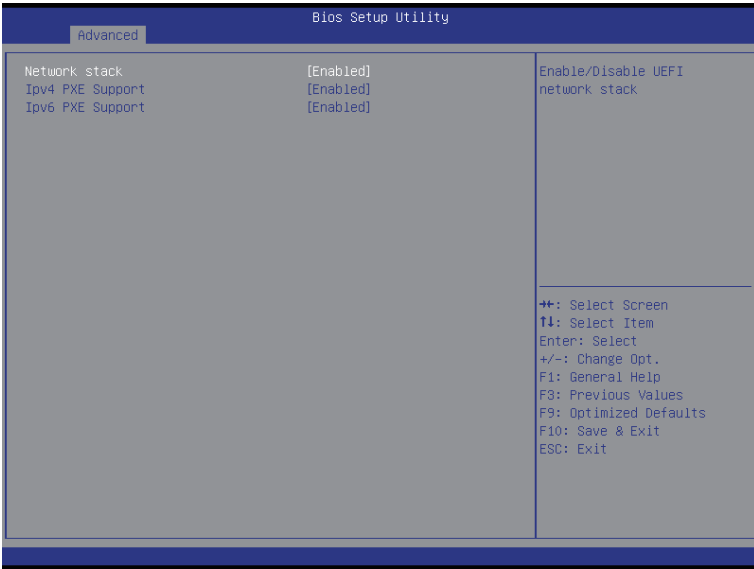 Bios Setup Utility
Advanced
Network stack [Enabled]
Ipv4 PXE Support [Enabled]
Ipv6 PXE Support [Enabled]
Enable/Disable UEFI
network stack
→←: Select Screen
↑↓: Select Item
Enter: Select
+/-: Change Opt.
F1: General Help
F3: Previous Values
F9: Optimized Defaults
F10: Save & Exit
ESC: Exit